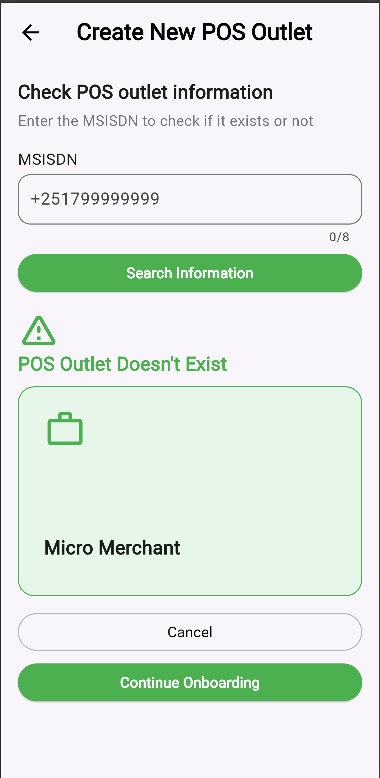 Create New POS Outlet
Check POS outlet information
Enter the MSISDN to check if it exists or not
MSISDN
+251799999999
0/8
Search Information
POS Outlet Doesn't Exist
Micro Merchant
Cancel
Continue Onboarding